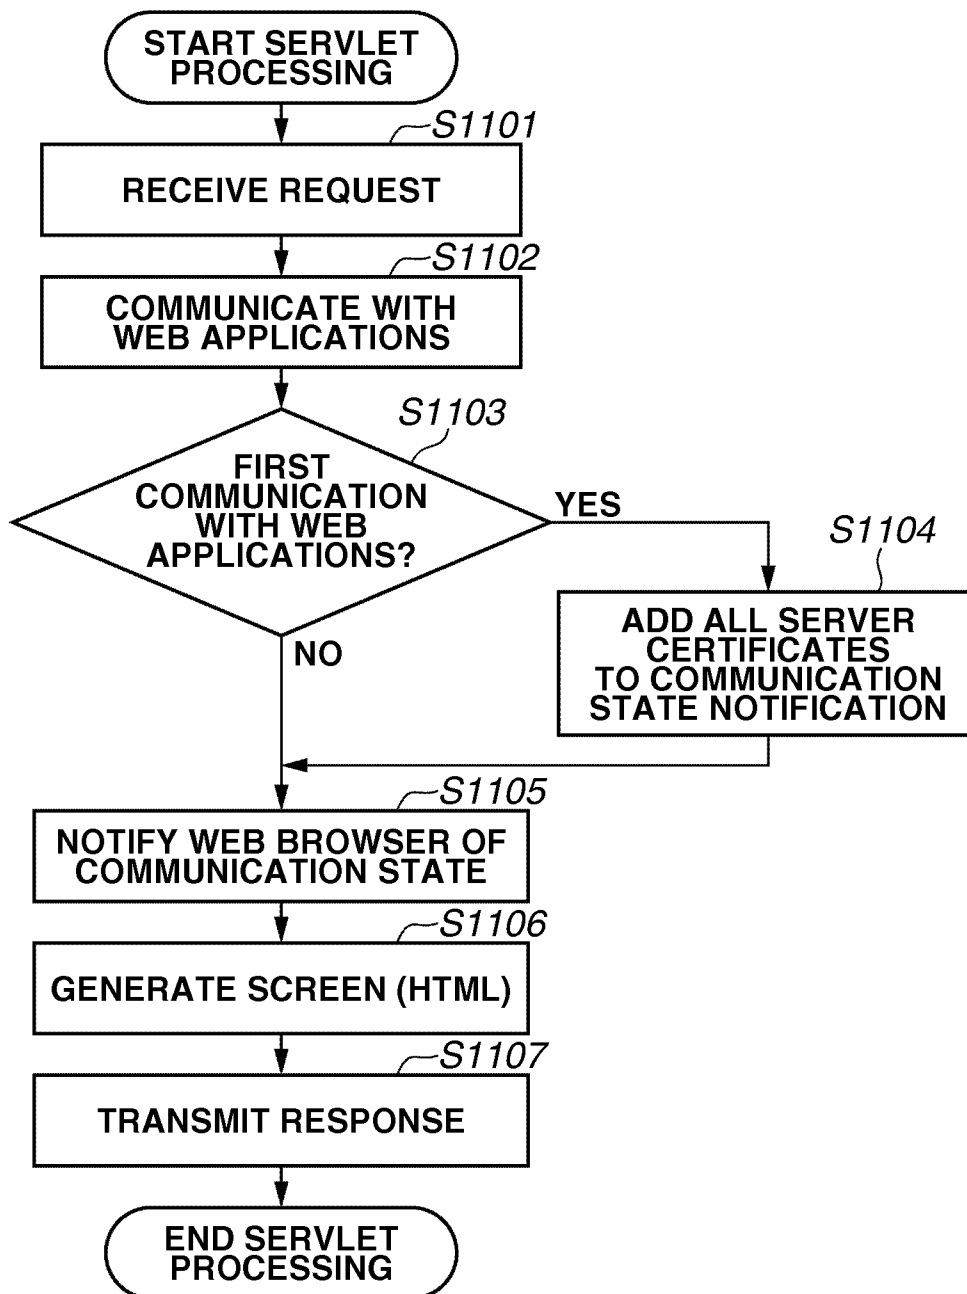 START SERVLET
PROCESSING
S1101
RECEIVE REQUEST
S1102
COMMUNICATE WITH
WEB APPLICATIONS
S1103
FIRST
COMMUNICATION
WITH WEB
APPLICATIONS?
YES
NO
S1104
ADD ALL SERVER
CERTIFICATES
TO COMMUNICATION
STATE NOTIFICATION
S1105
NOTIFY WEB BROWSER OF
COMMUNICATION STATE
S1106
GENERATE SCREEN (HTML)
S1107
TRANSMIT RESPONSE
END SERVLET
PROCESSING